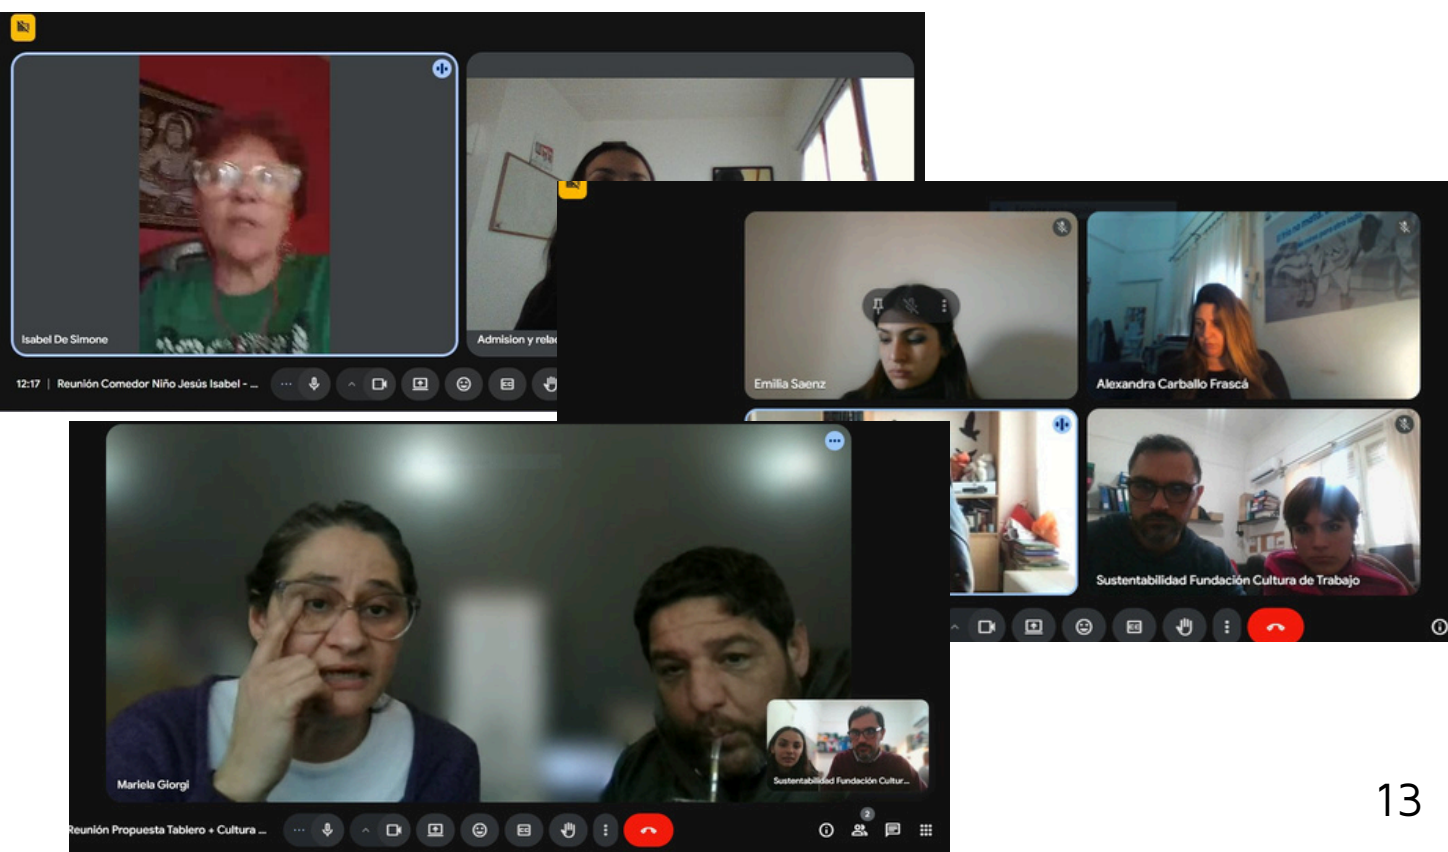 Isabel De Simone
Admision y relac
12:17 | Reunión Comedor Niño Jesús Isabel - ...
Emilia Saenz
Alexandra Carballo Frascá
Sustentabilidad Fundación Cultura de Trabajo
Mariela Giorgi
Sustentabilidad Fundación Cultur...
Reunión Propuesta Tablero + Cultura ...
2
13